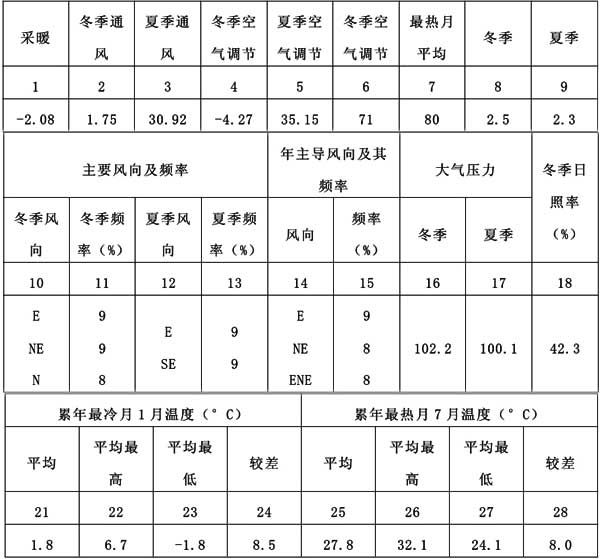 采暖 冬季通风 夏季通风 冬季空气调节 夏季空气调节 冬季空气调节 最热月平均 冬季 夏季
1 2 3 4 5 6 7 8 9
-2.08 1.75 30.92 -4.27 35.15 71 80 2.5 2.3
主要风向及频率 年主导风向及其频率 大气压力 冬季日照率(%)
冬季风向 冬季频率(%) 夏季风向 夏季频率(%) 风向 频率(%) 冬季 夏季
10 11 12 13 14 15 16 17 18
E NE N 9 9 8 E SE 9 9 E NE ENE 9 8 8 102.2 100.1 42.3
累年最冷月1月温度(°C) 累年最热月7月温度(°C)
平均 平均最高 平均最低 较差 平均 平均最高 平均最低 较差
21 22 23 24 25 26 27 28
1.8 6.7 -1.8 8.5 27.8 32.1 24.1 8.0